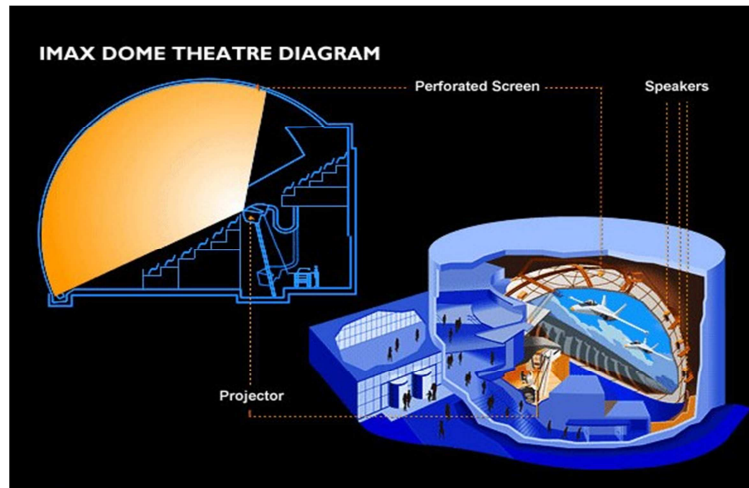 IMAX DOME THEATRE DIAGRAM
Perforated Screen
Speakers
Projector